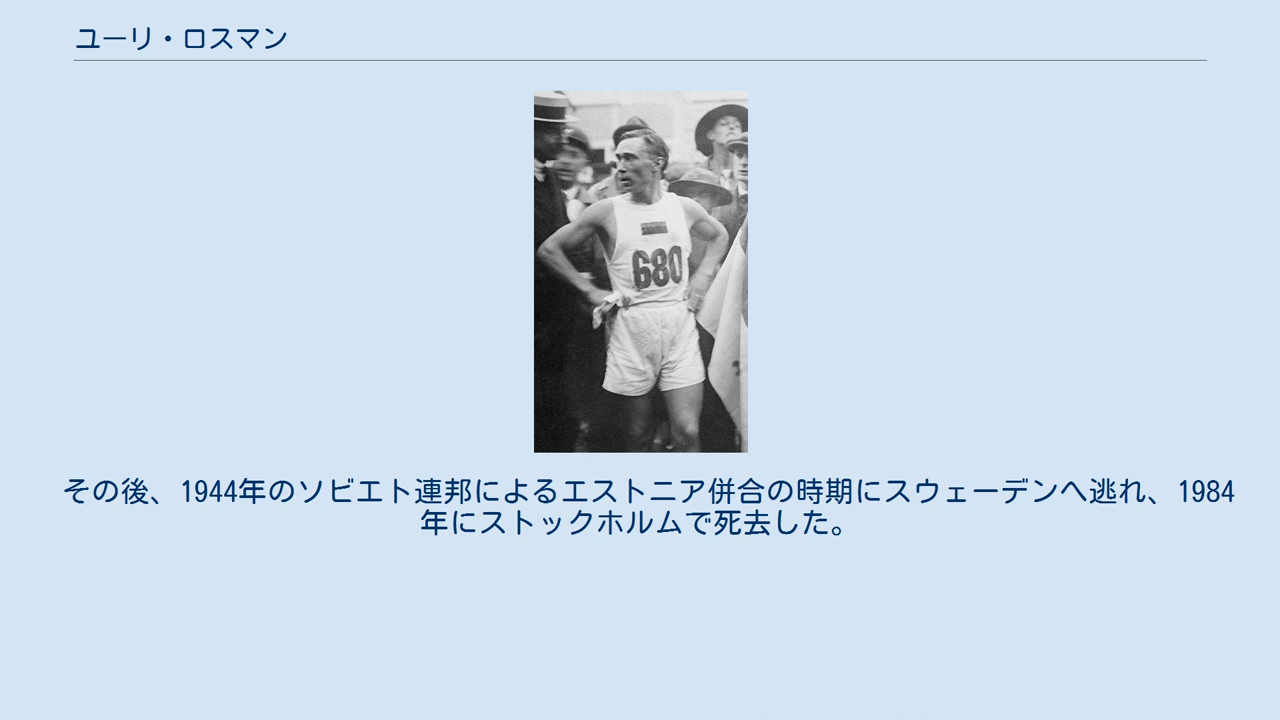 ユーリ・ロスマン
680
その後、1944年のソビエト連邦によるエストニア併合の時期にスウェーデンへ逃れ、1984
年にストックホルムで死去した。